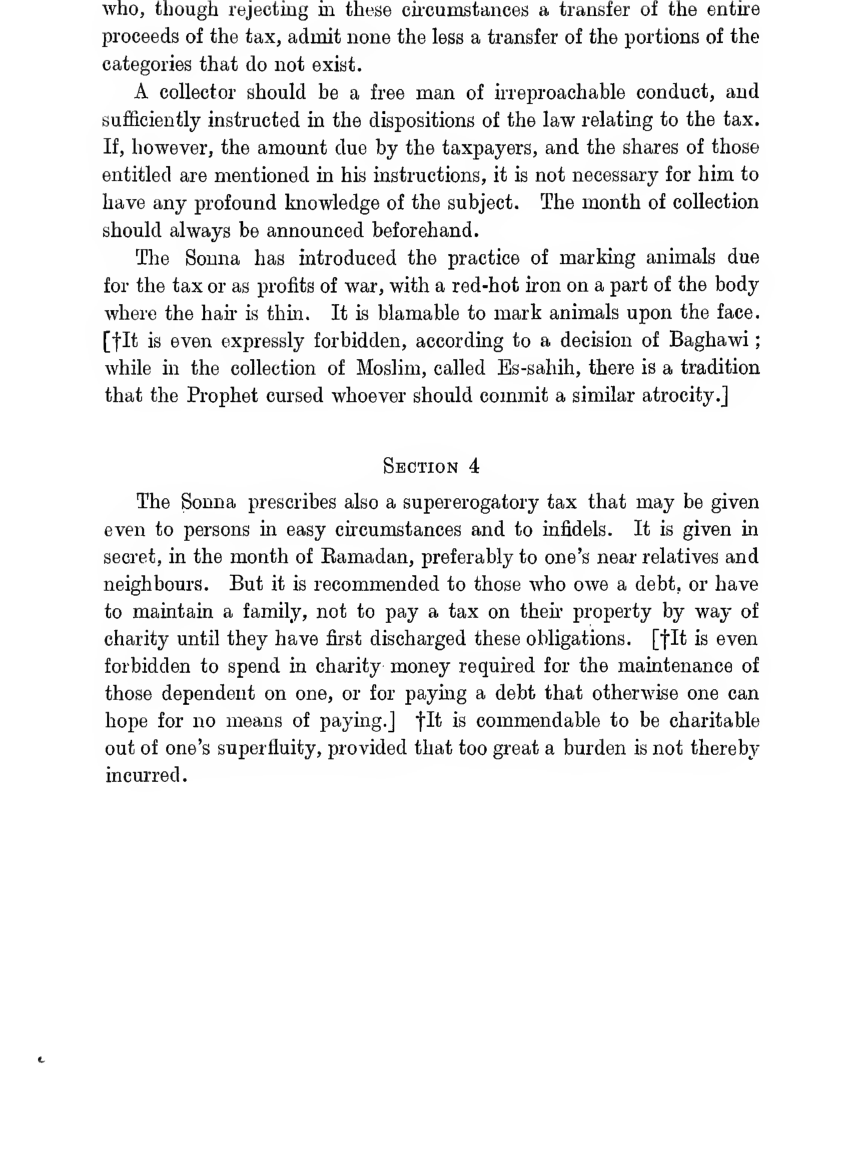 who, though rejecting in these circumstances a transfer of the entire
proceeds of the tax, admit none the less a transfer of the portions of the
categories that do not exist.
A collector should be a free man of irreproachable conduct, and
sufficiently instructed in the dispositions of the law relating to the tax.
If, however, the amount due by the taxpayers, and the shares of those
entitled are mentioned in his instructions, it is not necessary for him to
have any profound knowledge of the subject. The month of collection
should always be announced beforehand.
The Sonna has introduced the practice of marking animals due
for the tax or as profits of war, with a red-hot iron on a part of the body
where the hair is thin. It is blamable to mark animals upon the face.
[†It is even expressly forbidden, according to a decision of Baghawi ;
while in the collection of Moslim, called Es-sahih, there is a tradition
that the Prophet cursed whoever should commit a similar atrocity.]
SECTION 4
The Sonna prescribes also a supererogatory tax that may be given
even to persons in easy circumstances and to infidels. It is given in
secret, in the month of Ramadan, preferably to one's near relatives and
neighbours. But it is recommended to those who owe a debt, or have
to maintain a family, not to pay a tax on their property by way of
charity until they have first discharged these obligations. [†It is even
forbidden to spend in charity money required for the maintenance of
those dependent on one, or for paying a debt that otherwise one can
hope for no means of paying.] †It is commendable to be charitable
out of one's superfluity, provided that too great a burden is not thereby
incurred.